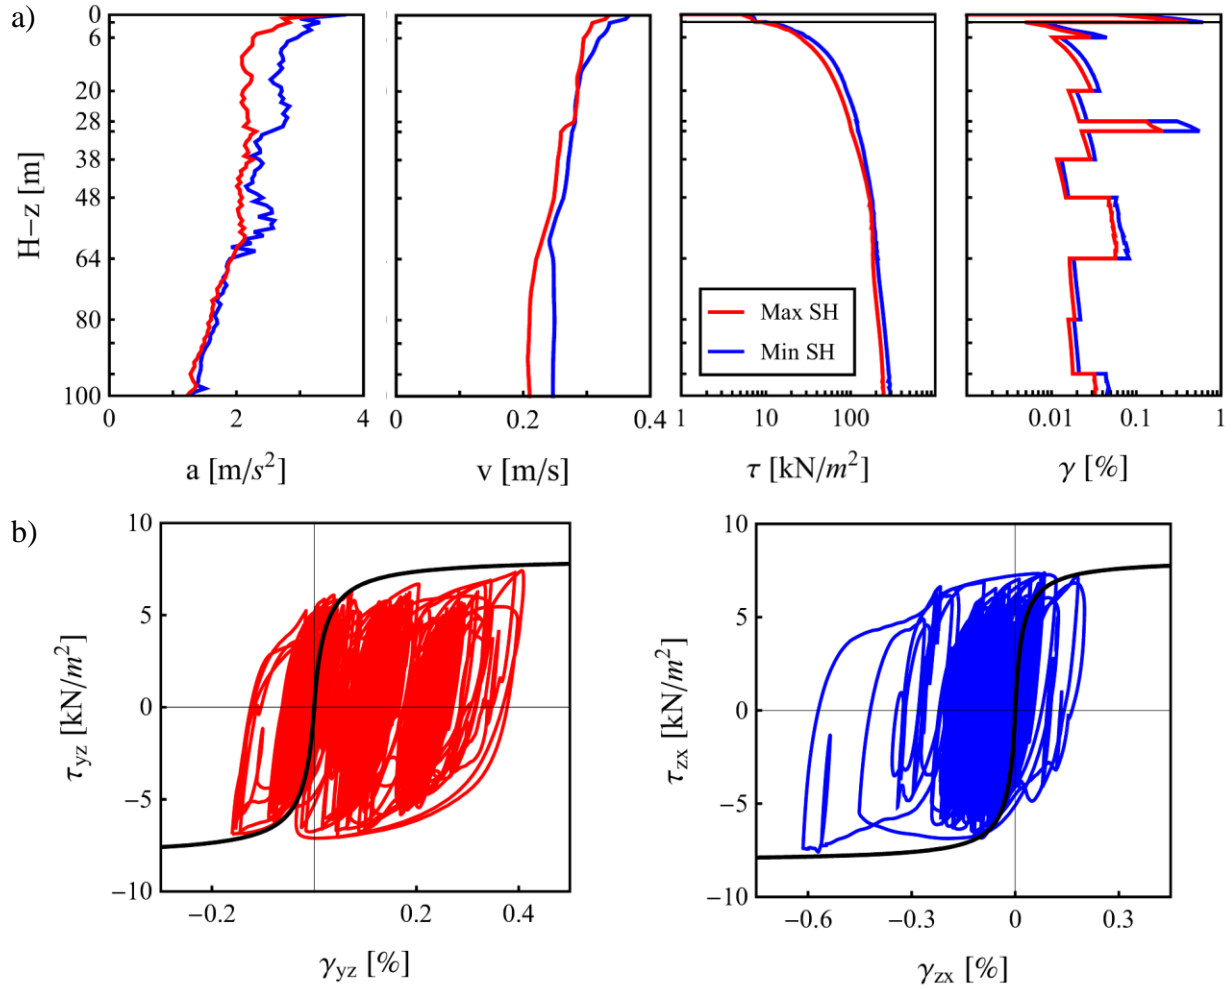 a)
H−z [m]
0
6
20
28
38
48
64
80
100
0 2 4
0 0.2 0.4
1 10 100
0.01 0.1 1
Max SH
Min SH
a [m/s²]
v [m/s]
τ [kN/m²]
γ [%]
b)
τyz [kN/m²]
10
5
0
−5
−10
−0.2 0.2 0.4
γyz [%]
τzx [kN/m²]
10
5
0
−5
−10
−0.6 −0.3 0 0.3
γzx [%]